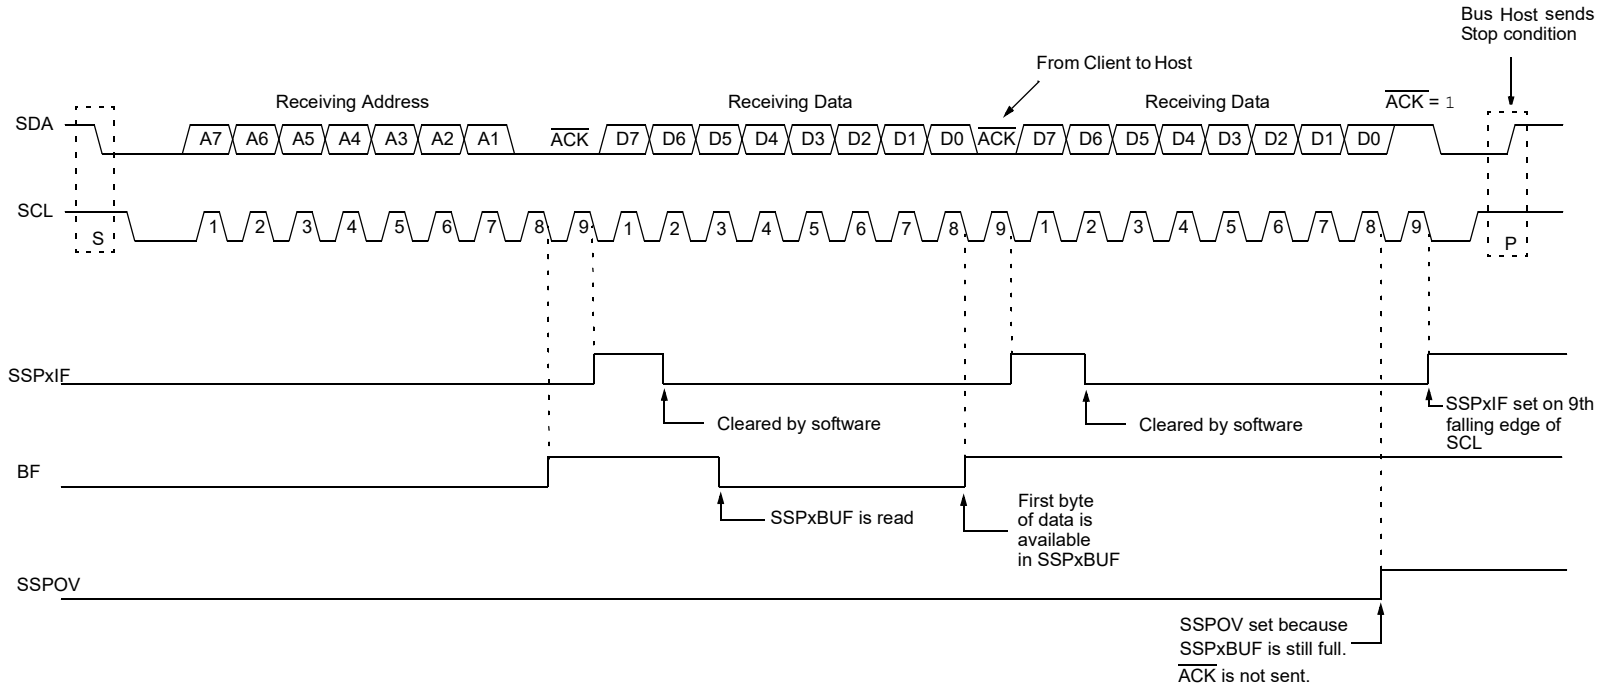 Bus Host sends
Stop condition
From Client to Host
Receiving Address
Receiving Data
Receiving Data
ACK = 1
SDA
A7 A6 A5 A4 A3 A2 A1 ACK D7 D6 D5 D4 D3 D2 D1 D0 ACK D7 D6 D5 D4 D3 D2 D1 D0
SCL
S 1 2 3 4 5 6 7 8 9 1 2 3 4 5 6 7 8 9 1 2 3 4 5 6 7 8 9 P
SSPxIF
Cleared by software
Cleared by software
SSPxIF set on 9th
falling edge of
SCL
BF
SSPxBUF is read
First byte
of data is
available
in SSPxBUF
SSPOV
SSPOV set because
SSPxBUF is still full.
ACK is not sent.